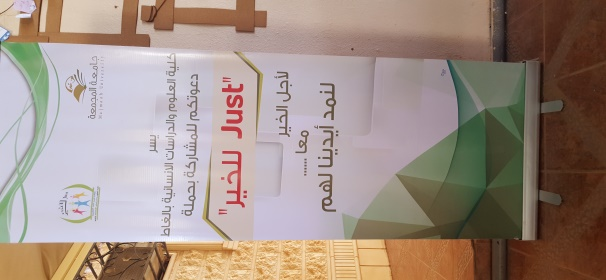 جامعة المجمعة
Majmaah University
يسر
كلية العلوم والدراسات الانسانية بالغاط
دعوتكم للمشاركة بحملة
"Just للخير"
لأجل الخير
معا ......
لنمد أيدينا لهم